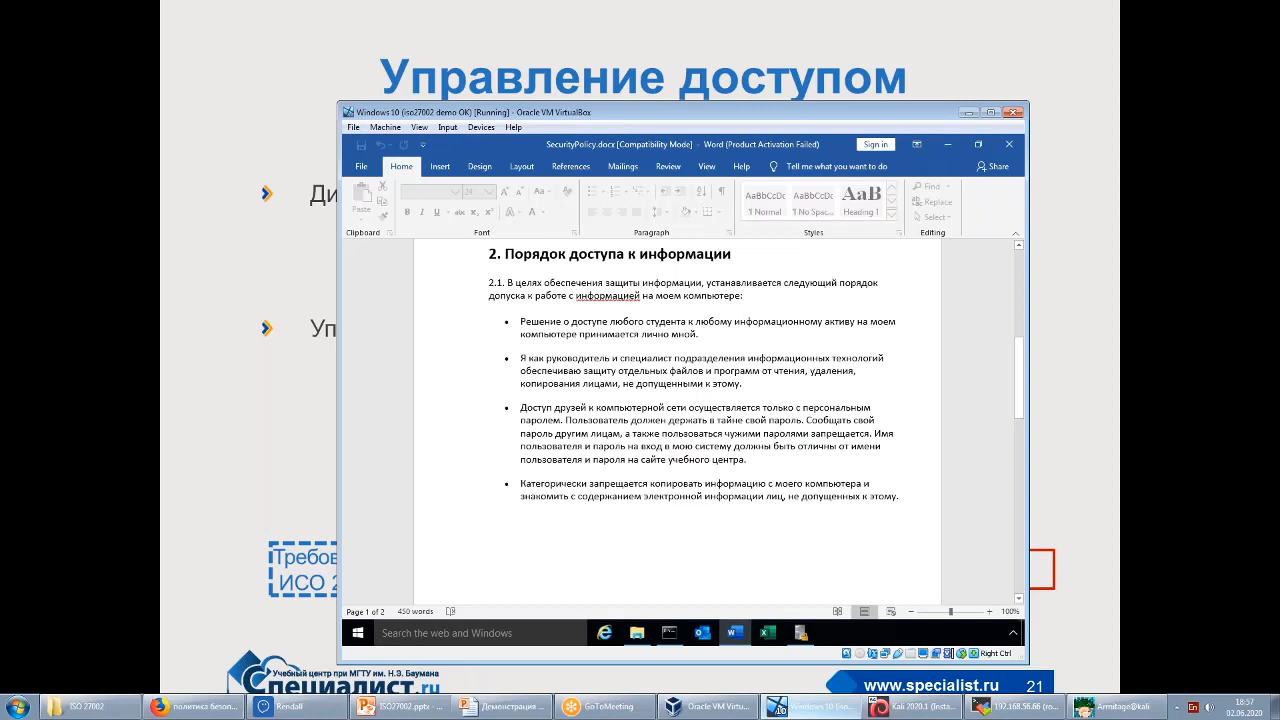 Управление доступом
Windows 10 (iso27002 demo OK) [Running] - Oracle VM VirtualBox
File Machine View Input Devices Help
SecurityPolicy.docx [Compatibility Mode] - Word (Product Activation Failed)
Sign in
File Home Insert Design Layout References Mailings Review View Help Tell me what you want to do Share
Paste
24
Aa
B I U abc x₂ x² A A
AaBbCcDc AaBbCcDc AaB
¶ Normal ¶ No Spac... Heading 1
Find
Replace
Select
Clipboard Font Paragraph Styles Editing
Ди
Уп
2. Порядок доступа к информации
2.1. В целях обеспечения защиты информации, устанавливается следующий порядок
допуска к работе с информацией на моем компьютере:
• Решение о доступе любого студента к любому информационному активу на моем
компьютере принимается лично мной.
• Я как руководитель и специалист подразделения информационных технологий
обеспечиваю защиту отдельных файлов и программ от чтения, удаления,
копирования лицами, не допущенными к этому.
• Доступ друзей к компьютерной сети осуществляется только с персональным
паролем. Пользователь должен держать в тайне свой пароль. Сообщать свой
пароль другим лицам, а также пользоваться чужими паролями запрещается. Имя
пользователя и пароль на вход в мою систему должны быть отличны от имени
пользователя и пароля на сайте учебного центра.
• Категорически запрещается копировать информацию с моего компьютера и
знакомить с содержанием электронной информации лиц, не допущенных к этому.
Требов
ИСО 2
Page 1 of 2 450 words 100%
Search the web and Windows
Right Ctrl
Учебный центр при МГТУ им. Н.Э. Баумана
Специалист.ru
www.specialist.ru 21
ISO 27002 политика безоп... Rendall ISO27002.pptx - ... Демонстрация ... GoToMeeting Oracle VM Virtu... Windows 10 (iso... Kali 2020.1 (Inst... 192.168.56.66 (ro... Armitage@kali En 18:57
02.06.2020